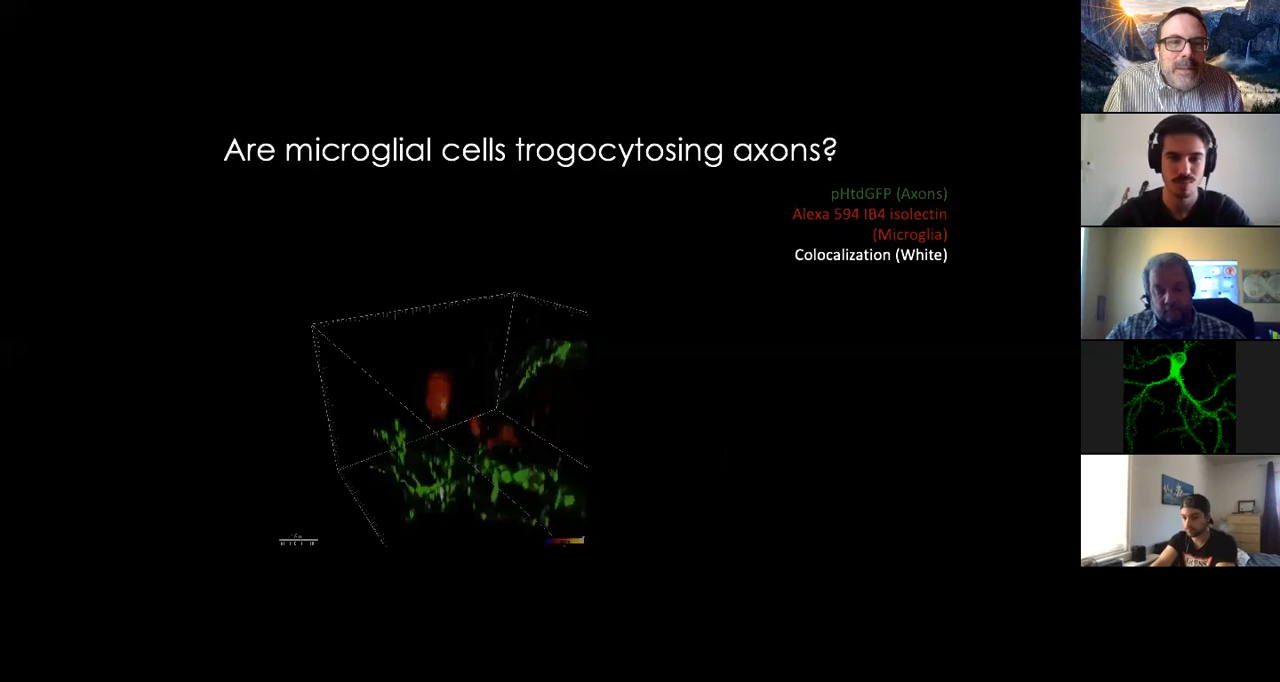 Are microglial cells trogocytosing axons?
pHtdGFP (Axons)
Alexa 594 IB4 isolectin
(Microglia)
Colocalization (White)